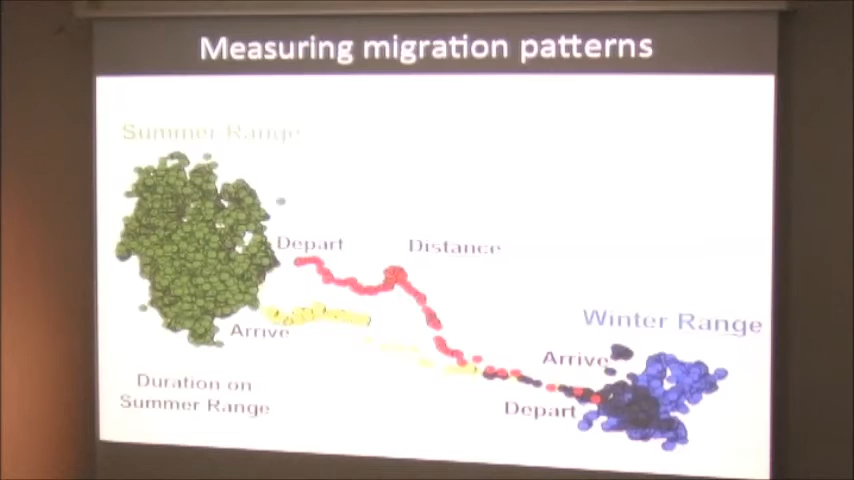 Measuring migration patterns
Summer Range
Depart
Distance
Arrive
Winter Range
Arrive
Depart
Duration on
Summer Range